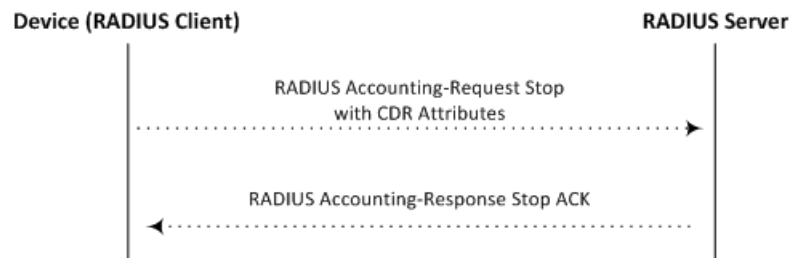 Device (RADIUS Client)
RADIUS Server
RADIUS Accounting-Request Stop
with CDR Attributes
RADIUS Accounting-Response Stop ACK